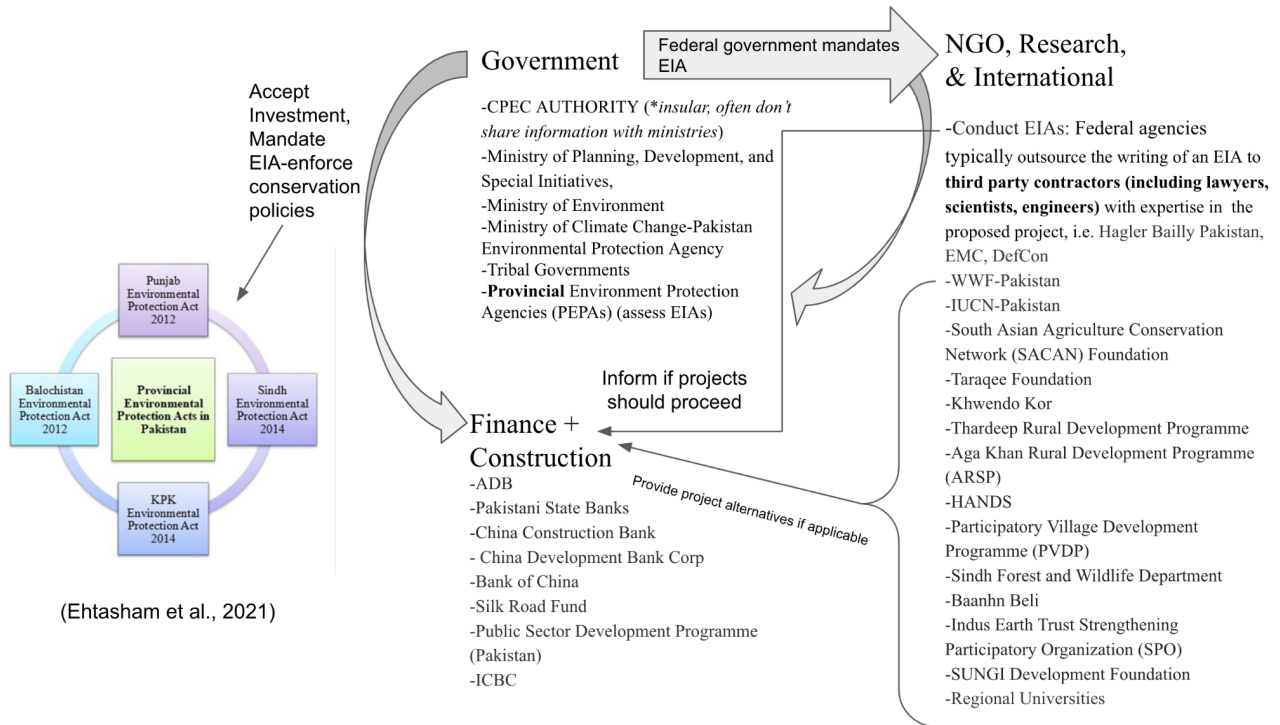 Accept
Investment,
Mandate
EIA-enforce
conservation
policies
Punjab
Environmental
Protection Act
2012
Balochistan
Environmental
Protection Act
2012
Provincial
Environmental
Protection Acts in
Pakistan
Sindh
Environmental
Protection Act
2014
KPK
Environmental
Protection Act
2014
(Ehtasham et al., 2021)
Government
-CPEC AUTHORITY (*insular, often don't
share information with ministries)
-Ministry of Planning, Development, and
Special Initiatives,
-Ministry of Environment
-Ministry of Climate Change-Pakistan
Environmental Protection Agency
-Tribal Governments
-Provincial Environment Protection
Agencies (PEPAs) (assess EIAs)
Federal government mandates
EIA
Inform if projects
should proceed
Finance +
Construction
-ADB
-Pakistani State Banks
-China Construction Bank
- China Development Bank Corp
-Bank of China
-Silk Road Fund
-Public Sector Development Programme
(Pakistan)
-ICBC
Provide project alternatives if applicable
NGO, Research,
& International
-Conduct EIAs: Federal agencies
typically outsource the writing of an EIA to
third party contractors (including lawyers,
scientists, engineers) with expertise in the
proposed project, i.e. Hagler Bailly Pakistan,
EMC, DefCon
-WWF-Pakistan
-IUCN-Pakistan
-South Asian Agriculture Conservation
Network (SACAN) Foundation
-Taraqee Foundation
-Khwendo Kor
-Thardeep Rural Development Programme
-Aga Khan Rural Development Programme
(ARSP)
-HANDS
-Participatory Village Development
Programme (PVDP)
-Sindh Forest and Wildlife Department
-Baanhn Beli
-Indus Earth Trust Strengthening
Participatory Organization (SPO)
-SUNGI Development Foundation
-Regional Universities